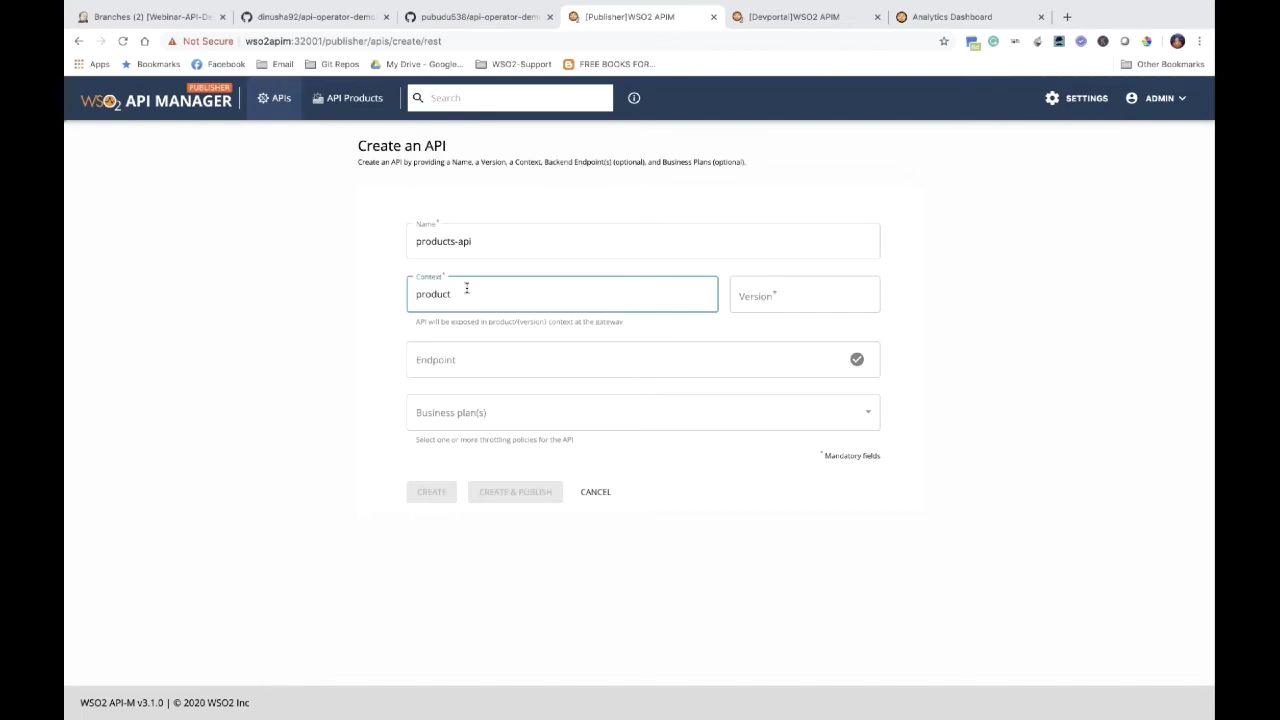 Branches (2) [Webinar-API-De
dinusha92/api-operator-demo
pubudu538/api-operator-dem
[Publisher]WSO2 APIM
[Devportal]WSO2 APIM
Analytics Dashboard
Not Secure
wso2apim:32001/publisher/apis/create/rest
Apps
Bookmarks
Facebook
Email
Git Repos
My Drive - Google...
WSO2-Support
FREE BOOKS FOR...
Other Bookmarks
PUBLISHER
WSO2 API MANAGER
APIs
API Products
Search
SETTINGS
ADMIN
Create an API
Create an API by providing a Name, a Version, a Context, Backend Endpoint(s) (optional), and Business Plans (optional).
Name*
products-api
Context*
product
Version*
API will be exposed in product/{version} context at the gateway
Endpoint
Business plan(s)
Select one or more throttling policies for the API
* Mandatory fields
CREATE
CREATE & PUBLISH
CANCEL
WSO2 API-M v3.1.0 | © 2020 WSO2 Inc